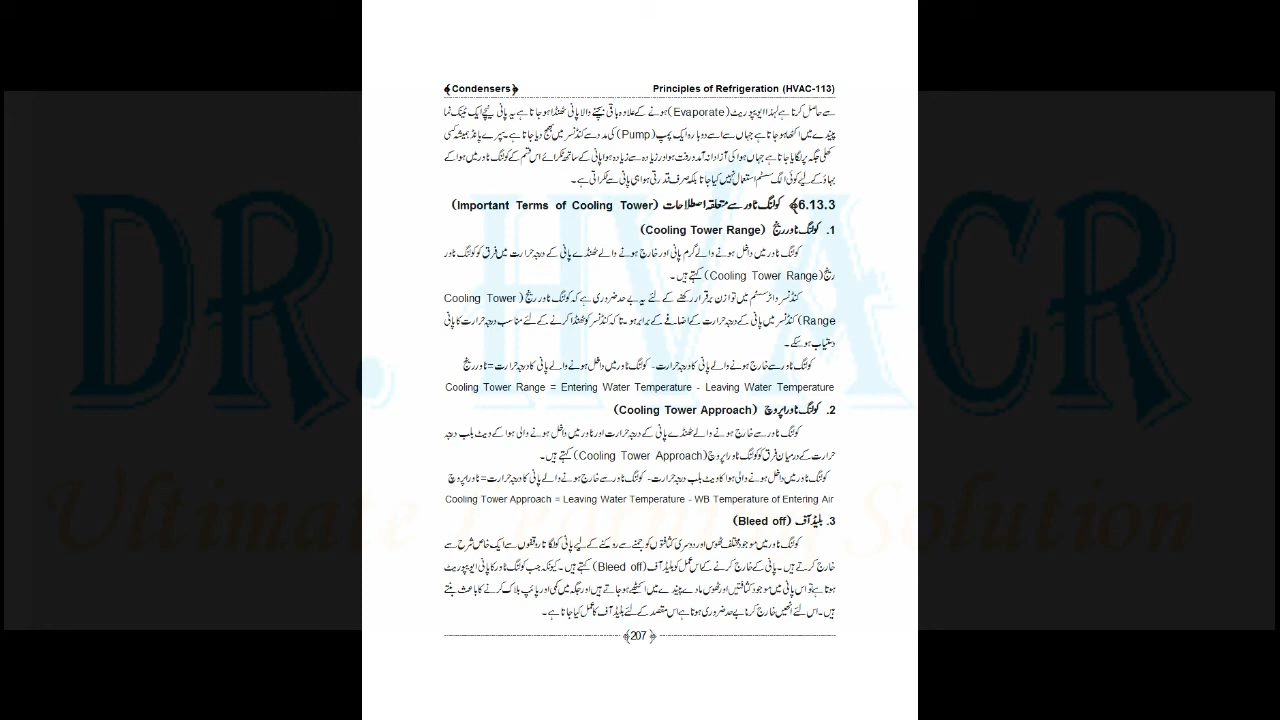 Principles of Refrigeration (HVAC-113) ﴾Condensers﴿
سے حاصل کرتا ہے لہٰذا ایوپوریٹ (Evaporate) ہونے کے علاوہ باقی بچنے والا پانی ٹھنڈا ہو جاتا ہے یہ پانی نیچے ایک ٹینک نما
پیندے میں اکٹھا ہو جاتا ہے جہاں سے اسے دوبارہ ایک پمپ (Pump) کی مدد سے کنڈنسر میں بھیج دیا جاتا ہے۔ سپرے پانڈ ہمیشہ کسی
کھلی جگہ پر لگایا جاتا ہے جہاں ہوا کی آزادانہ آمدورفت ہو اور زیادہ سے زیادہ ہوا پانی کے ساتھ ٹکرائے اس قسم کے کولنگ ٹاور میں ہوا کے
بہاؤ کے لیے کوئی الگ سسٹم استعمال نہیں کیا جاتا بلکہ صرف قدرتی ہوا ہی پانی سے ٹکراتی ہے۔
6.13.3﴾ کولنگ ٹاور سے متعلقہ اصطلاحات (Important Terms of Cooling Tower)
1. کولنگ ٹاور رینج (Cooling Tower Range)
کولنگ ٹاور میں داخل ہونے والے گرم پانی اور خارج ہونے والے ٹھنڈے پانی کے درجہ حرارت میں فرق کو کولنگ ٹاور
رینج (Cooling Tower Range) کہتے ہیں۔
کنڈنسر واٹر سسٹم میں توازن برقرار رکھنے کے لئے یہ بے حد ضروری ہے کہ کولنگ ٹاور رینج (Cooling Tower
Range) کنڈنسر میں پانی کے درجہ حرارت کے اضافے کے برابر ہو۔ تاکہ کنڈنسر کو ٹھنڈا کرنے کے لئے مناسب درجہ حرارت کا پانی
دستیاب ہو سکے۔
کولنگ ٹاور سے خارج ہونے والے پانی کا درجہ حرارت - کولنگ ٹاور میں داخل ہونے والے پانی کا درجہ حرارت = ٹاور رینج
Cooling Tower Range = Entering Water Temperature - Leaving Water Temperature
2. کولنگ ٹاور اپروچ (Cooling Tower Approach)
کولنگ ٹاور سے خارج ہونے والے ٹھنڈے پانی کے درجہ حرارت اور ٹاور میں داخل ہونے والی ہوا کے ویٹ بلب درجہ
حرارت کے درمیان فرق کو کولنگ ٹاور اپروچ (Cooling Tower Approach) کہتے ہیں۔
کولنگ ٹاور میں داخل ہونے والی ہوا کا ویٹ بلب درجہ حرارت - کولنگ ٹاور سے خارج ہونے والے پانی کا درجہ حرارت = ٹاور اپروچ
Cooling Tower Approach = Leaving Water Temperature - WB Temperature of Entering Air
3. بلیڈ آف (Bleed off)
کولنگ ٹاور میں موجود مختلف ٹھوس اور دوسری کثافتوں کو جمنے سے روکنے کے لیے پانی کو لگاتار وقفوں سے ایک خاص شرح سے
خارج کرتے ہیں۔ پانی کے خارج کرنے کے اس عمل کو بلیڈ آف (Bleed off) کہتے ہیں۔ کیونکہ جب کولنگ ٹاور کا پانی ایوپوریٹ
ہوتا ہے تو اس پانی میں موجود کثافتیں اور ٹھوس مادے پیندے میں اکٹھے ہو جاتے ہیں اور جگہ میں کمی اور پائپ بلاک کرنے کا باعث بنتے
ہیں۔ اس لئے انھیں خارج کرنا بے حد ضروری ہوتا ہے اس مقصد کے لئے بلیڈ آف کا عمل کیا جاتا ہے۔
﴾207﴿
DR. HVACR
Ultimate Learning Solution